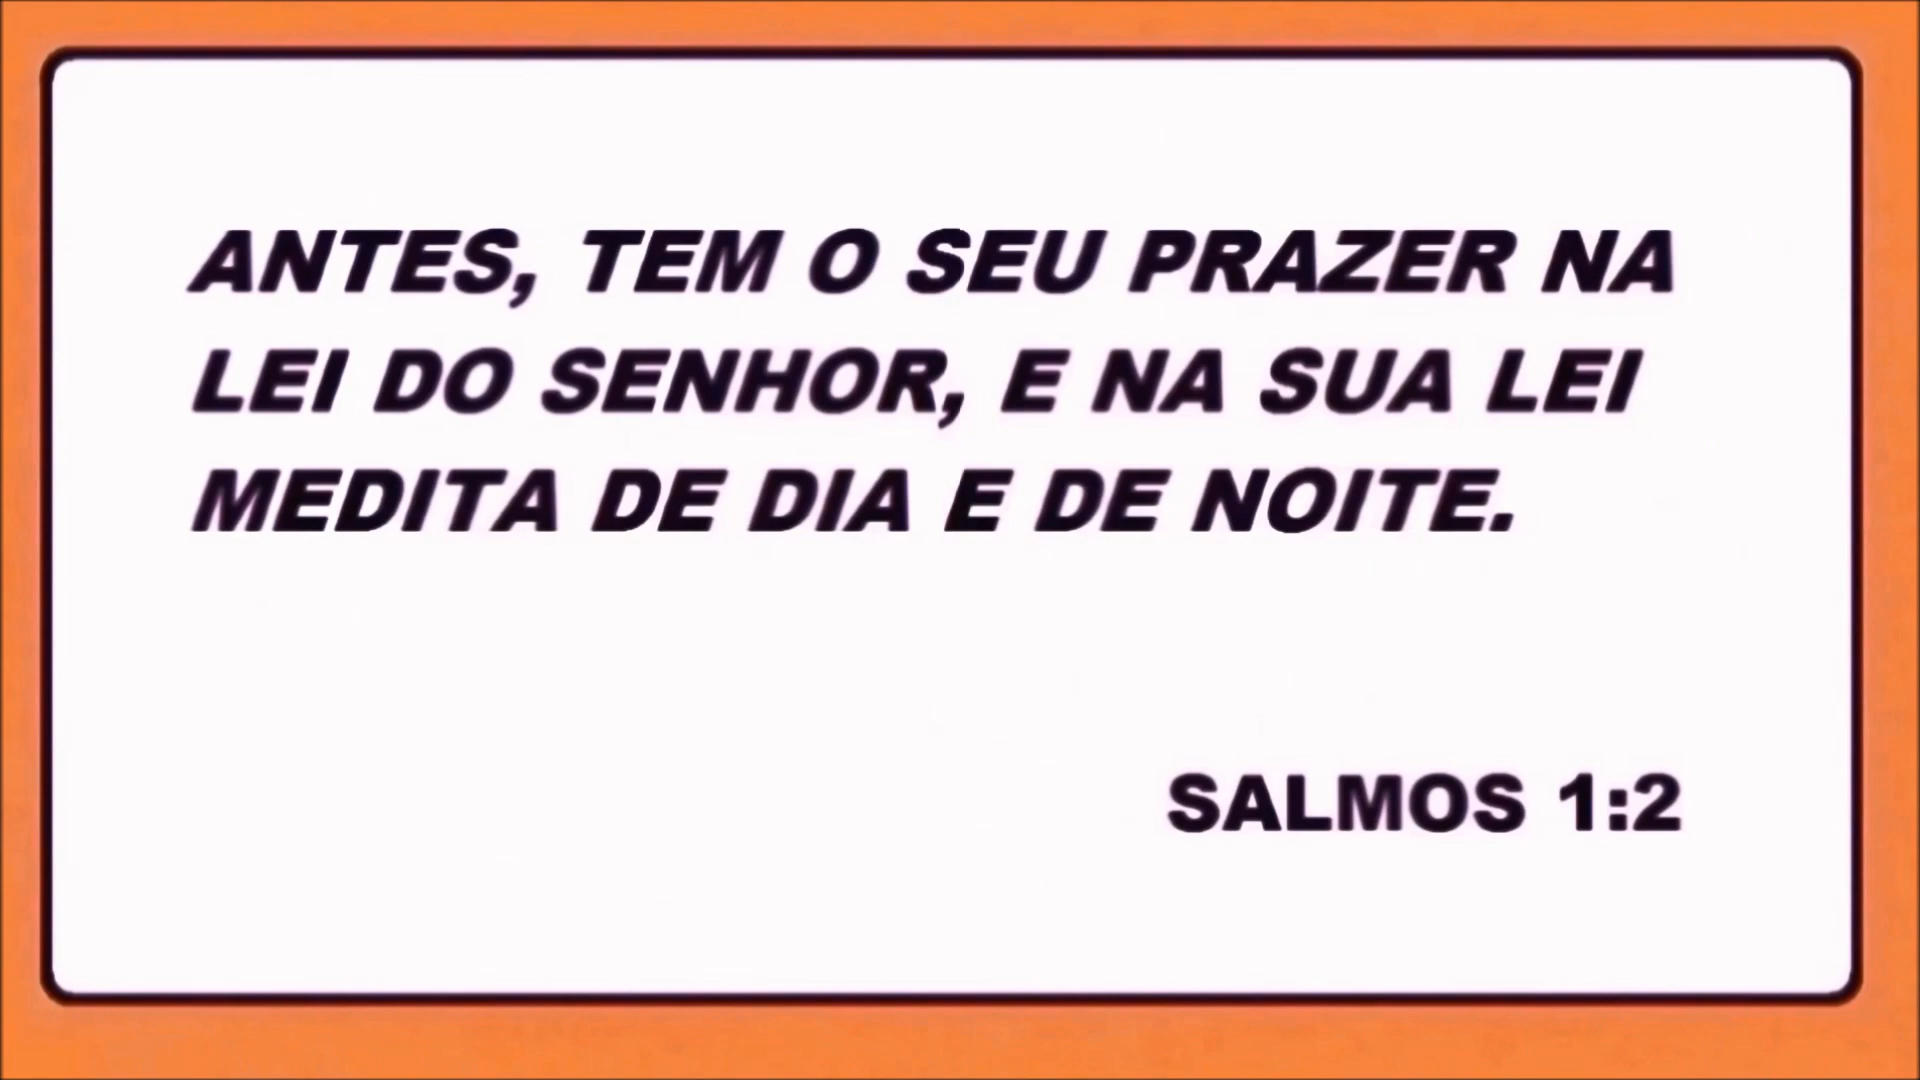 ANTES, TEM O SEU PRAZER NA
LEI DO SENHOR, E NA SUA LEI
MEDITA DE DIA E DE NOITE.
SALMOS 1:2